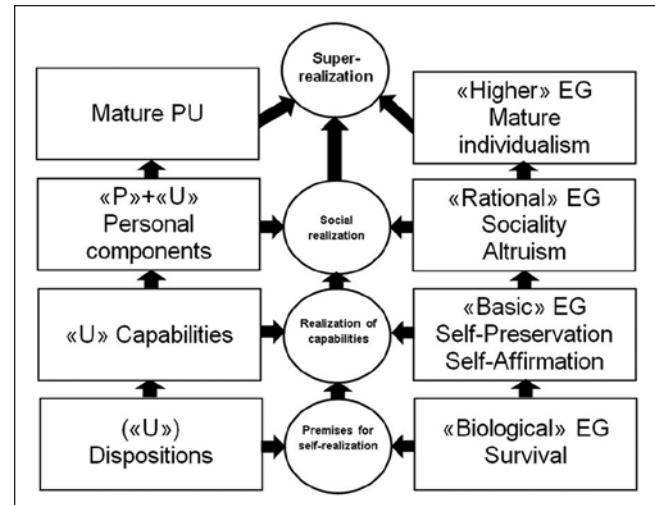 Super-
realization
Mature PU
«Higher» EG
Mature
individualism
«P»+«U»
Personal
components
Social
realization
«Rational» EG
Sociality
Altruism
«U» Capabilities
Realization of
capabilities
«Basic» EG
Self-Preservation
Self-Affirmation
(«U»)
Dispositions
Premises for
self-realization
«Biological» EG
Survival